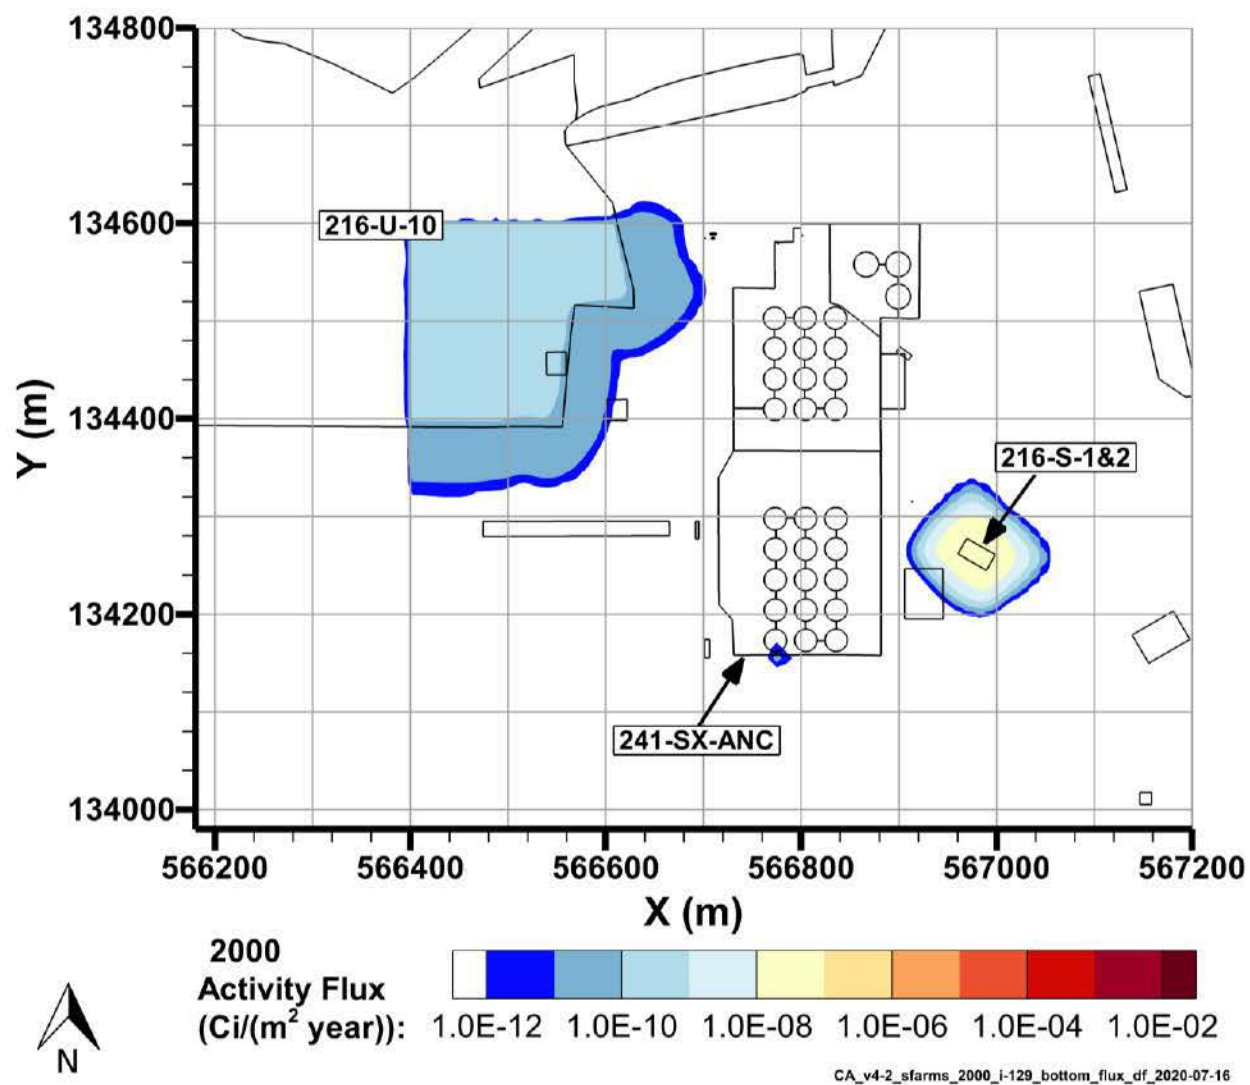 134800
134600
216-U-10
134400
Y (m)
216-S-1&2
134200
241-SX-ANC
134000
566200 566400 566600 566800 567000 567200
X (m)
2000
Activity Flux
(Ci/(m² year)):
1.0E-12 1.0E-10 1.0E-08 1.0E-06 1.0E-04 1.0E-02
N
CA_v4-2_sfarms_2000_i-129_bottom_flux_df_2020-07-16